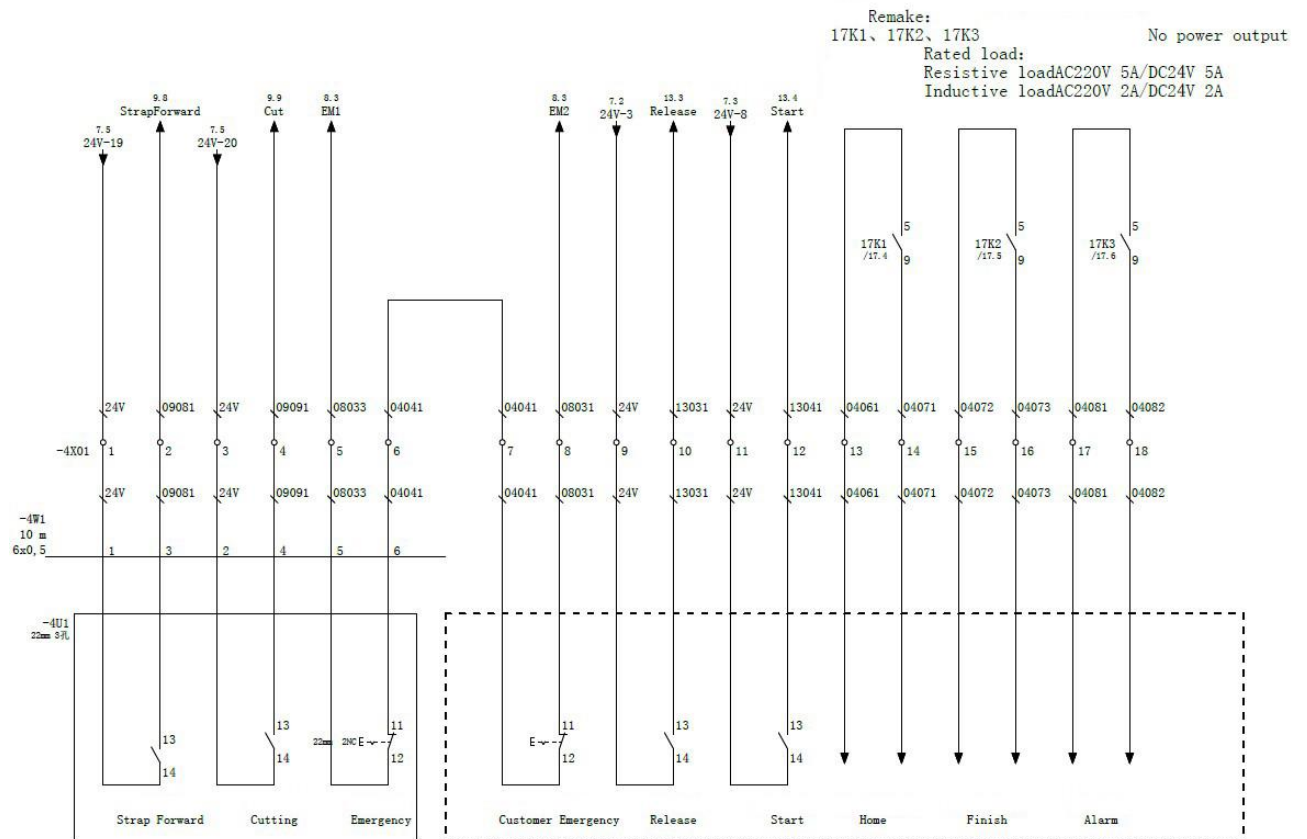 Remake:
17K1、17K2、17K3 No power output
Rated load:
Resistive loadAC220V 5A/DC24V 5A
Inductive loadAC220V 2A/DC24V 2A
9.8 9.9 8.3 8.3 7.2 13.3 7.3 13.4
StrapForward Cut EM1 EM2 24V-3 Release 24V-8 Start
7.5 7.5
24V-19 24V-20
5 5 5
17K1 17K2 17K3
/17.4 /17.5 /17.6
9 9 9
24V 09081 24V 09091 08033 04041 04041 08031 24V 13031 24V 13041 04061 04071 04072 04073 04081 04082
-4X01 1 2 3 4 5 6 7 8 9 10 11 12 13 14 15 16 17 18
24V 09081 24V 09091 08033 04041 04041 08031 24V 13031 24V 13041 04061 04071 04072 04073 04081 04082
-4W1
10 m
6x0,5 1 3 2 4 5 6
-4U1
22mm 3孔
13 13 11 11 13 13
22mm 2NC E E
14 14 12 12 14 14
Strap Forward Cutting Emergency Customer Emergency Release Start Home Finish Alarm